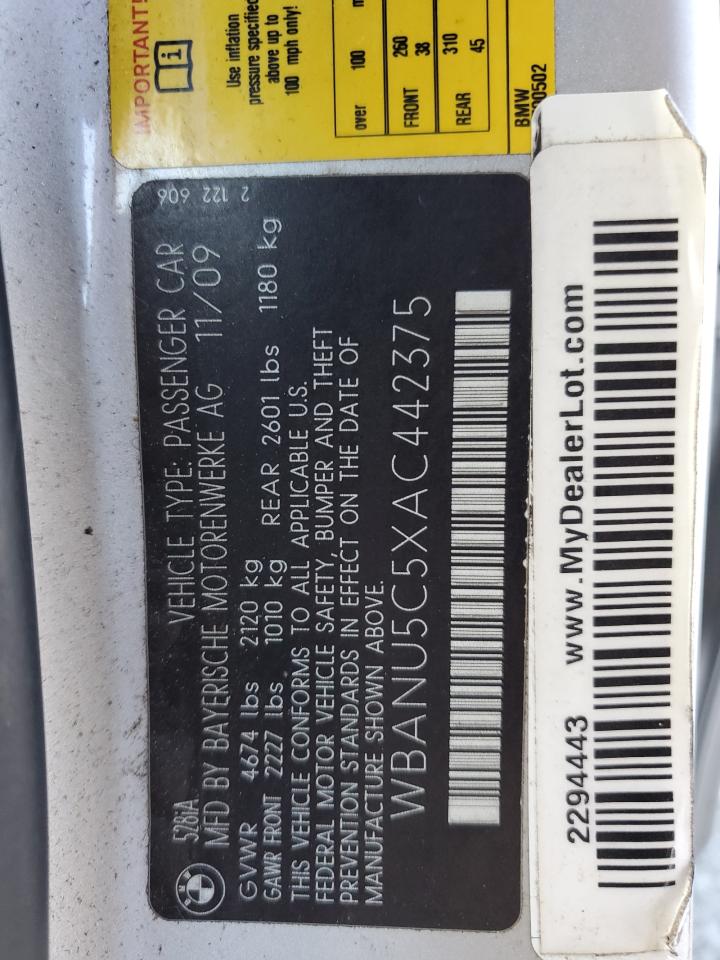 IMPORTANT!
Use inflation
pressure specified
above up to
100 mph only!
over 100 m
FRONT 260
38
REAR 310
45
BMW
00502
2 122 606
BMW
528iA VEHICLE TYPE: PASSENGER CAR
MFD BY BAYERISCHE MOTORENWERKE AG 11/09
GVWR 4674 lbs 2120 kg
GAWR FRONT 2227 lbs 1010 kg REAR 2601 lbs 1180 kg
THIS VEHICLE CONFORMS TO ALL APPLICABLE U.S.
FEDERAL MOTOR VEHICLE SAFETY, BUMPER AND THEFT
PREVENTION STANDARDS IN EFFECT ON THE DATE OF
MANUFACTURE SHOWN ABOVE.
WBANU5C5XAC442375
2294443 www.MyDealerLot.com